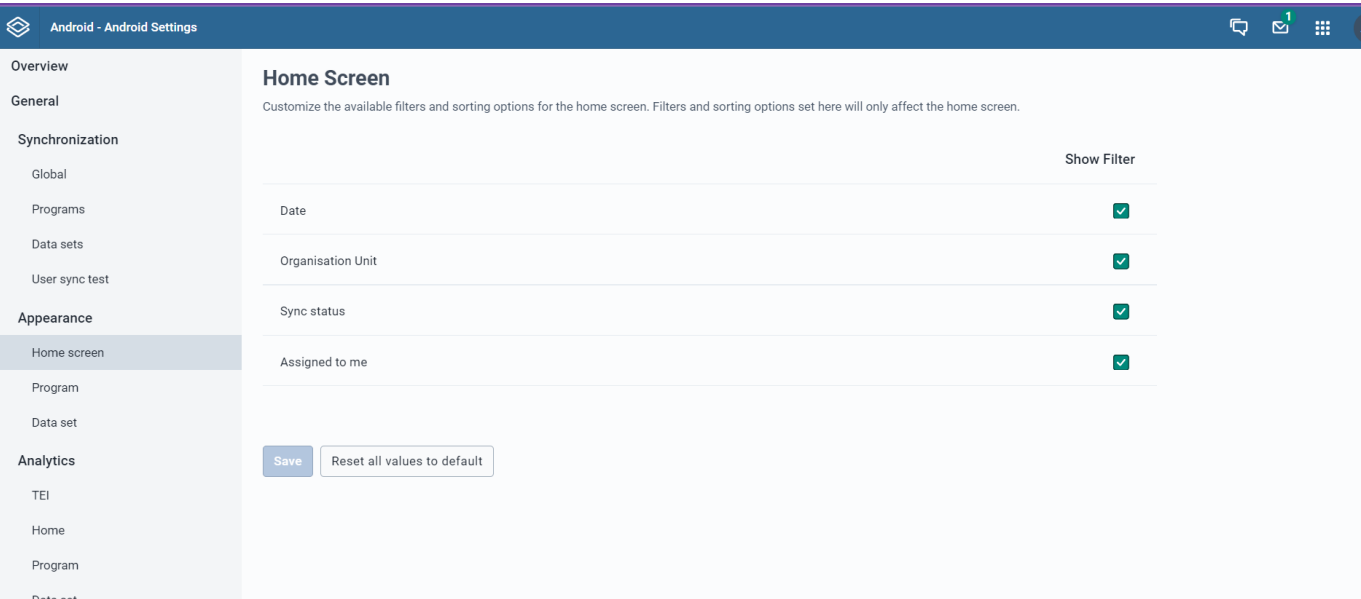 Android - Android Settings
1
Overview
General
Synchronization
Global
Programs
Data sets
User sync test
Appearance
Home screen
Program
Data set
Analytics
TEI
Home
Program
Data set
Home Screen
Customize the available filters and sorting options for the home screen. Filters and sorting options set here will only affect the home screen.
Show Filter
Date
Organisation Unit
Sync status
Assigned to me
Save
Reset all values to default